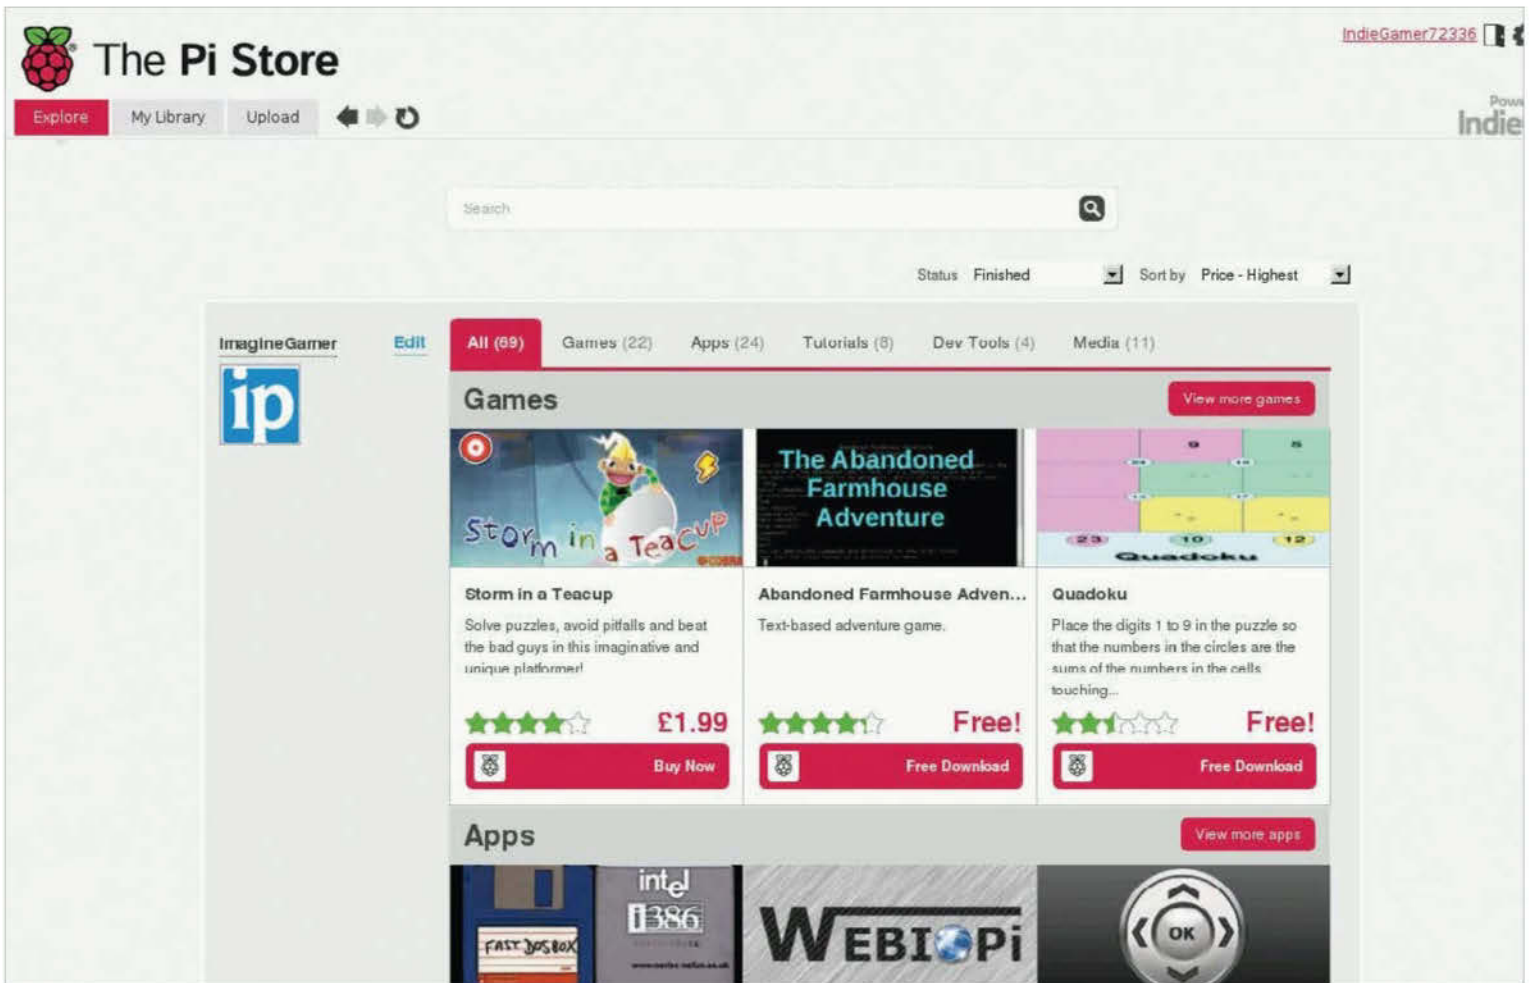 The Pi Store
IndieGamer72336
Explore
My Library
Upload
Indie
Search
Status Finished
Sort by Price - Highest
ImagineGamer
Edit
All (69)
Games (22)
Apps (24)
Tutorials (8)
Dev Tools (4)
Media (11)
Games
View more games
Storm in a Teacup
The Abandoned
Farmhouse
Adventure
9
5
23
10
12
Quadoku
Storm in a Teacup
Solve puzzles, avoid pitfalls and beat
the bad guys in this imaginative and
unique platformer!
£1.99
Buy Now
Abandoned Farmhouse Adven...
Text-based adventure game.
Free!
Free Download
Quadoku
Place the digits 1 to 9 in the puzzle so
that the numbers in the circles are the
sums of the numbers in the cells
touching...
Free!
Free Download
Apps
View more apps
FAST DOSBOX
intel
i386
WEBIOPi
OK
ip